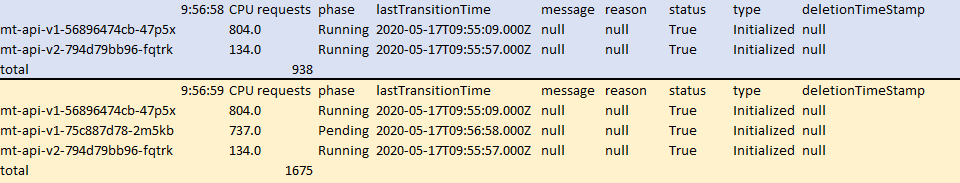 9:56:58 CPU requests phase lastTransitionTime message reason status type deletionTimeStamp
mt-api-v1-56896474cb-47p5x 804.0 Running 2020-05-17T09:55:09.000Z null null True Initialized null
mt-api-v2-794d79bb96-fqtrk 134.0 Running 2020-05-17T09:55:57.000Z null null True Initialized null
total 938
9:56:59 CPU requests phase lastTransitionTime message reason status type deletionTimeStamp
mt-api-v1-56896474cb-47p5x 804.0 Running 2020-05-17T09:55:09.000Z null null True Initialized null
mt-api-v1-75c887d78-2m5kb 737.0 Pending 2020-05-17T09:56:58.000Z null null True Initialized null
mt-api-v2-794d79bb96-fqtrk 134.0 Running 2020-05-17T09:55:57.000Z null null True Initialized null
total 1675